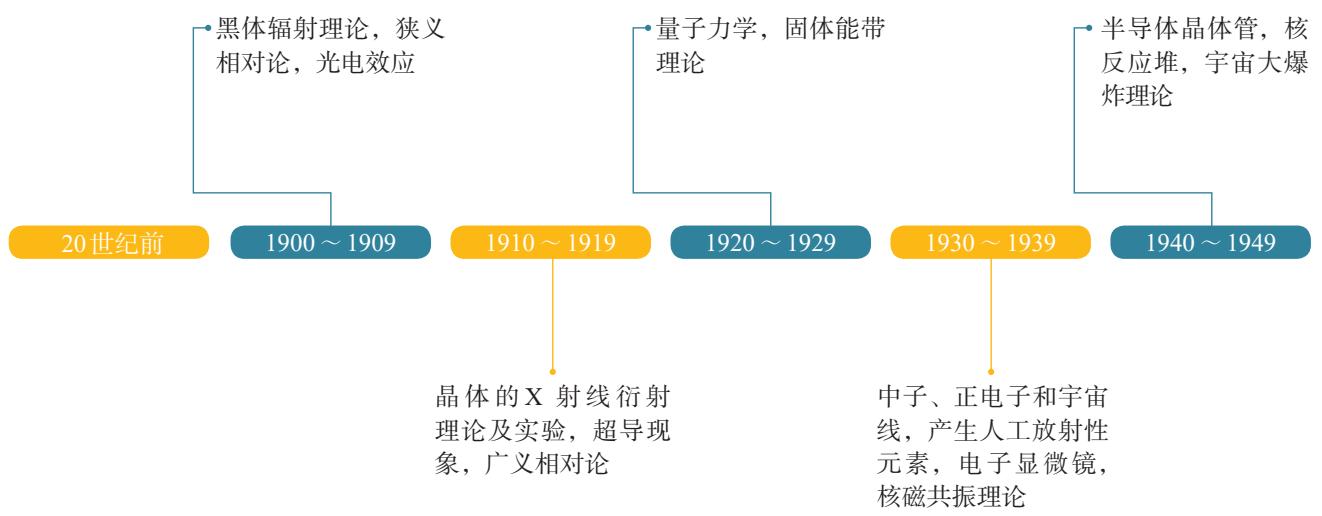 黑体辐射理论，狭义
相对论，光电效应
量子力学，固体能带
理论
半导体晶体管，核
反应堆，宇宙大爆
炸理论
20世纪前
1900～1909
1910～1919
1920～1929
1930～1939
1940～1949
晶体的X 射线衍射
理论及实验，超导现
象，广义相对论
中子、正电子和宇宙
线，产生人工放射性
元素，电子显微镜，
核磁共振理论